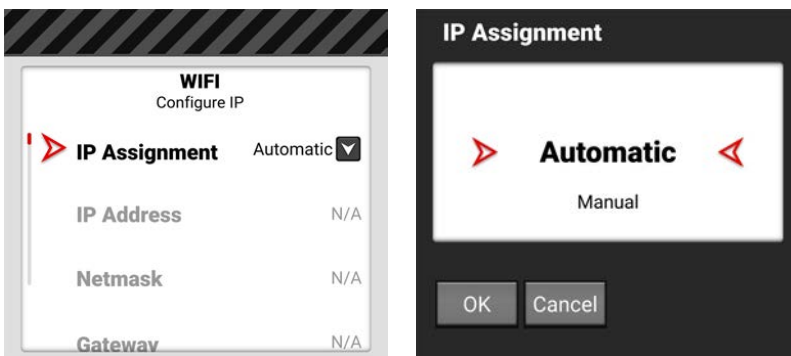 WIFI
Configure IP
IP Assignment Automatic
IP Address N/A
Netmask N/A
Gateway N/A
IP Assignment
Automatic
Manual
OK Cancel